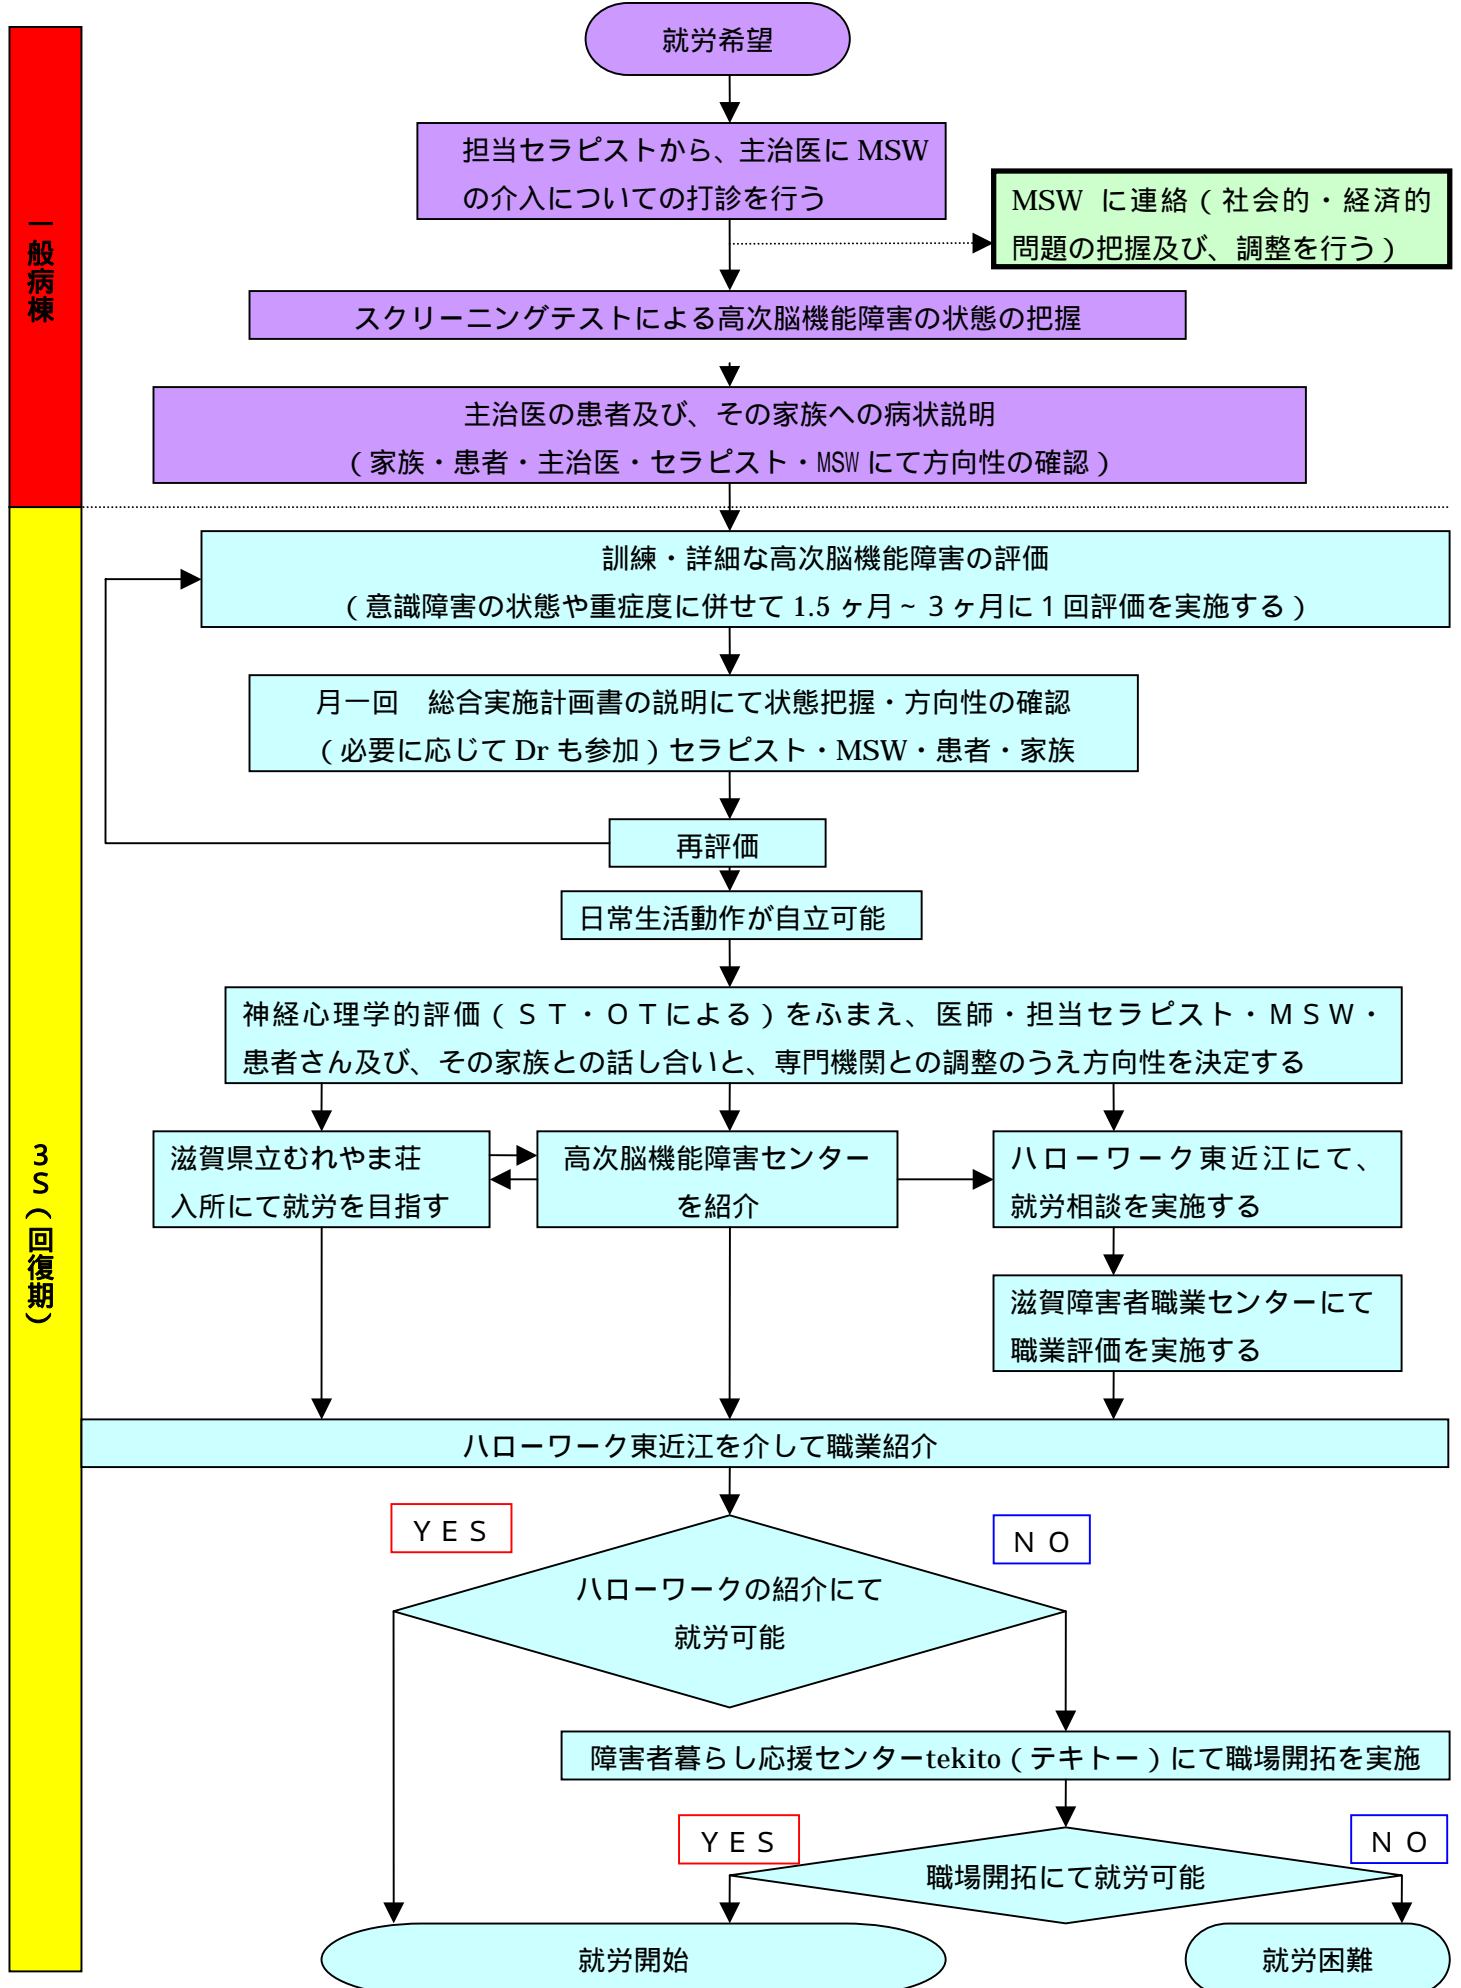 就労希望
担当セラピストから、主治医に MSW
の介入についての打診を行う
MSW に連絡（社会的・経済的
問題の把握及び、調整を行う）
一般病棟
スクリーニングテストによる高次脳機能障害の状態の把握
主治医の患者及び、その家族への病状説明
（家族・患者・主治医・セラピスト・MSW にて方向性の確認）
訓練・詳細な高次脳機能障害の評価
（意識障害の状態や重症度に併せて 1.5 ヶ月~３ヶ月に１回評価を実施する）
月一回　総合実施計画書の説明にて状態把握・方向性の確認
（必要に応じて Dr も参加）セラピスト・MSW・患者・家族
再評価
日常生活動作が自立可能
神経心理学的評価（ＳＴ・ＯＴによる）をふまえ、医師・担当セラピスト・ＭＳＷ・
患者さん及び、その家族との話し合いと、専門機関との調整のうえ方向性を決定する
３Ｓ（回復期）
滋賀県立むれやま荘
入所にて就労を目指す
高次脳機能障害センター
を紹介
ハローワーク東近江にて、
就労相談を実施する
滋賀障害者職業センターにて
職業評価を実施する
ハローワーク東近江を介して職業紹介
ＹＥＳ
ＮＯ
ハローワークの紹介にて
就労可能
障害者暮らし応援センターtekito（テキトー）にて職場開拓を実施
ＹＥＳ
ＮＯ
職場開拓にて就労可能
就労開始
就労困難